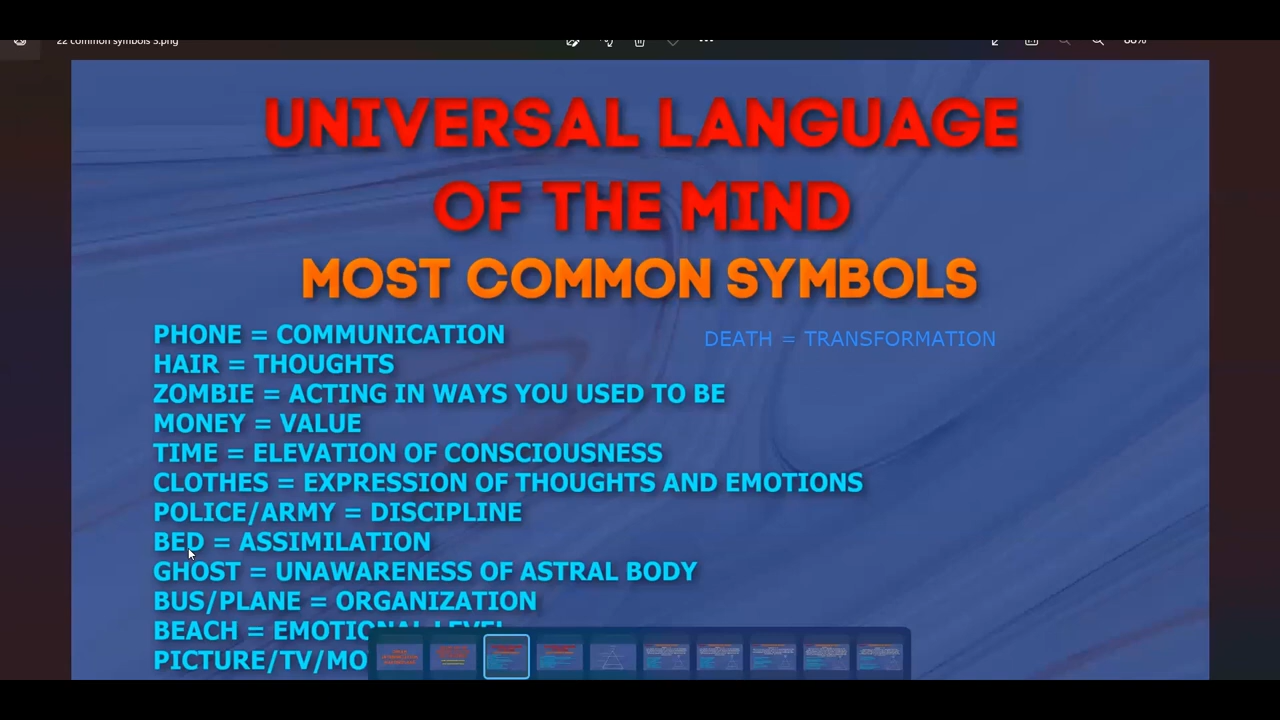 22 common symbols 3.png
UNIVERSAL LANGUAGE
OF THE MIND
MOST COMMON SYMBOLS
PHONE = COMMUNICATION
DEATH = TRANSFORMATION
HAIR = THOUGHTS
ZOMBIE = ACTING IN WAYS YOU USED TO BE
MONEY = VALUE
TIME = ELEVATION OF CONSCIOUSNESS
CLOTHES = EXPRESSION OF THOUGHTS AND EMOTIONS
POLICE/ARMY = DISCIPLINE
BED = ASSIMILATION
GHOST = UNAWARENESS OF ASTRAL BODY
BUS/PLANE = ORGANIZATION
BEACH = EMOTIONAL LEVEL
PICTURE/TV/MO